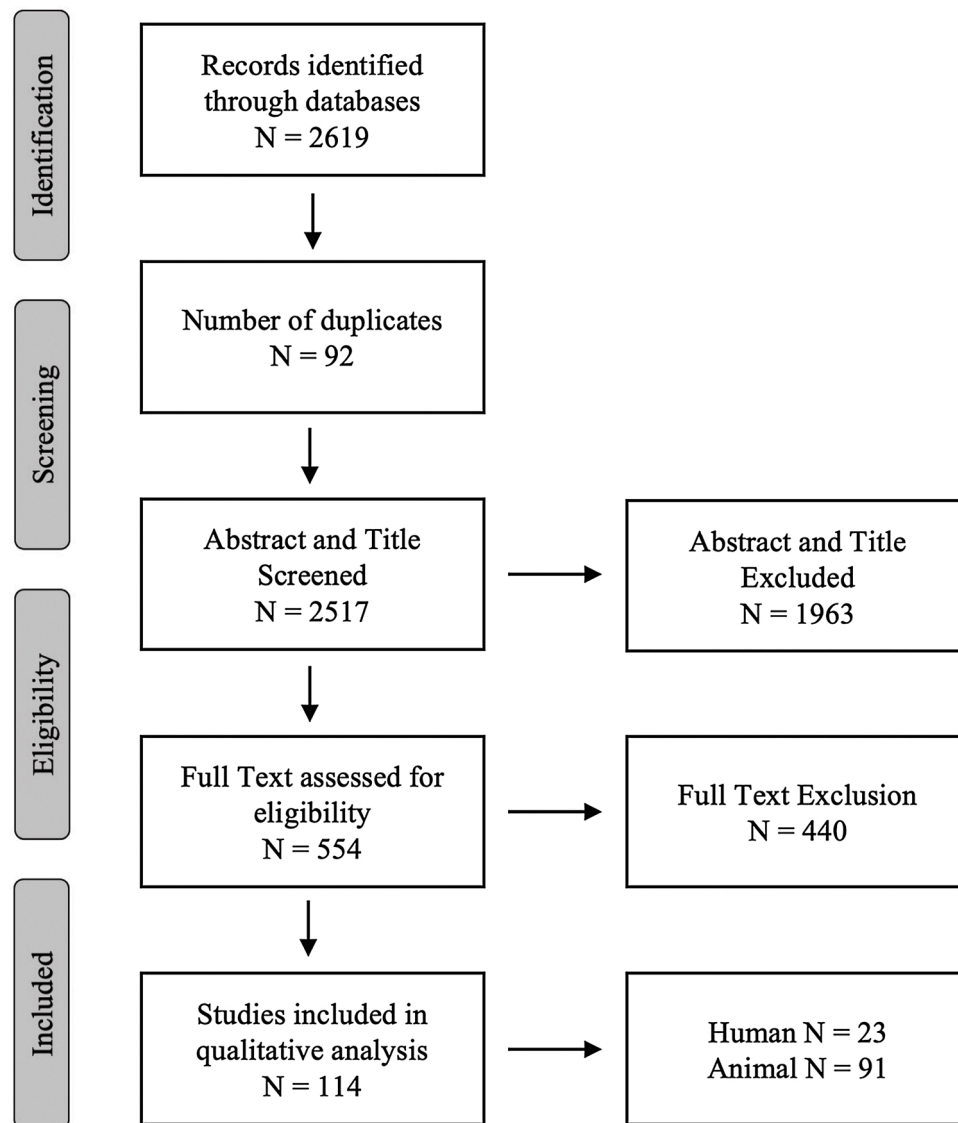 Identification
Records identified
through databases
N = 2619
Screening
Number of duplicates
N = 92
Abstract and Title
Screened
N = 2517
Abstract and Title
Excluded
N = 1963
Eligibility
Full Text assessed for
eligibility
N = 554
Full Text Exclusion
N = 440
Included
Studies included in
qualitative analysis
N = 114
Human N = 23
Animal N = 91